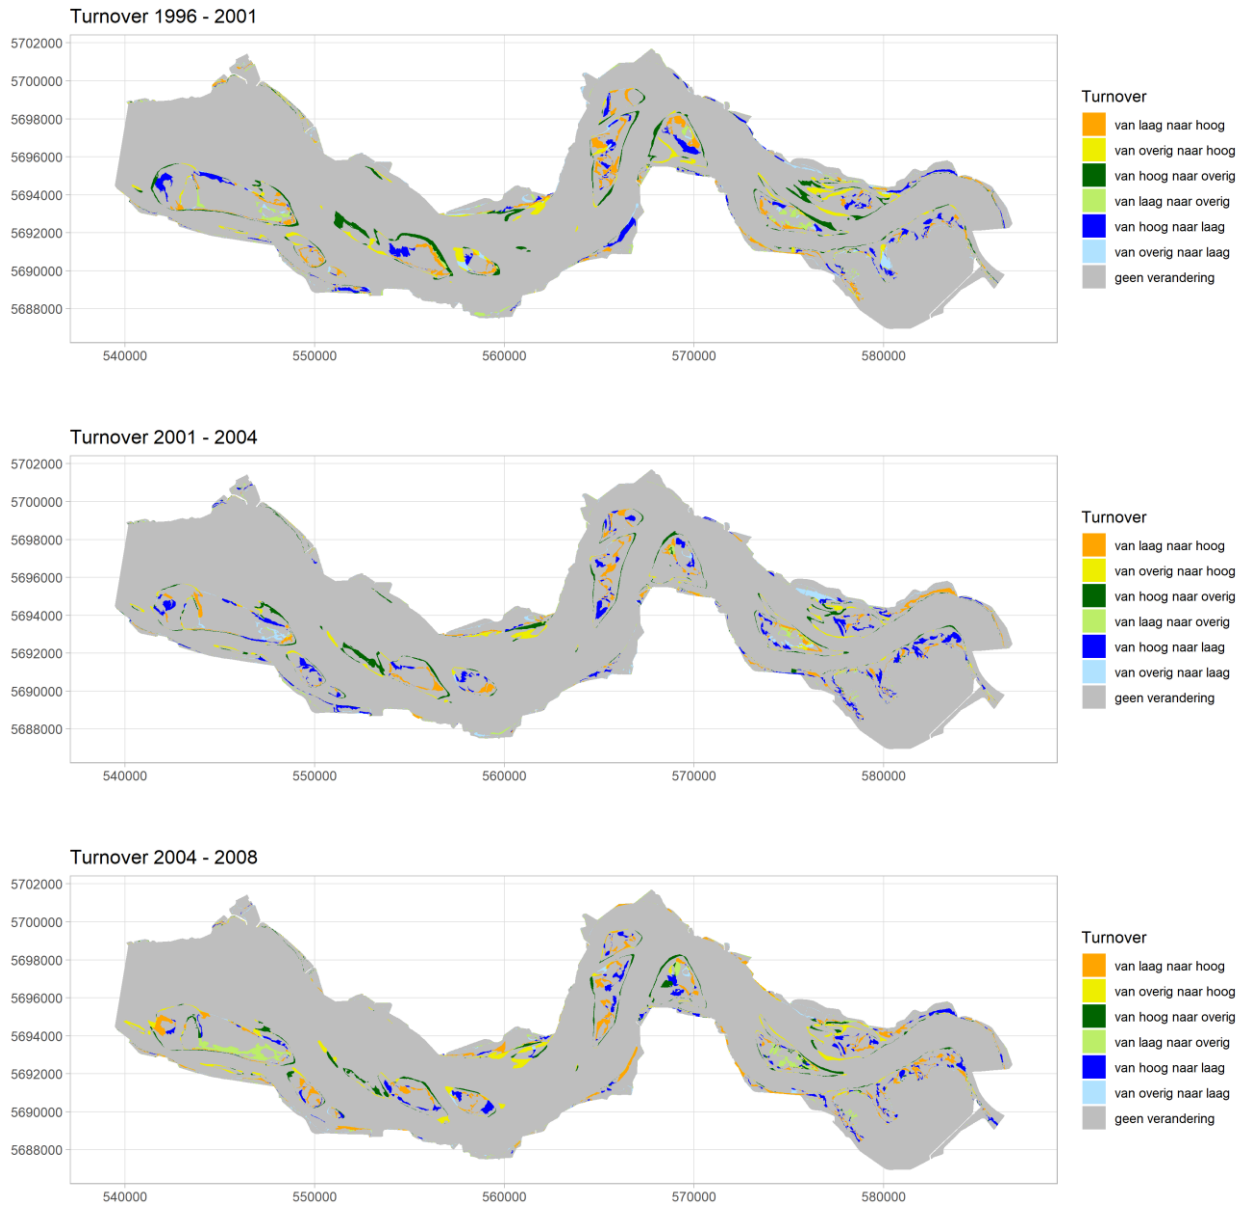 Turnover 1996 - 2001
5702000
5700000
5698000
5696000
5694000
5692000
5690000
5688000
540000 550000 560000 570000 580000
Turnover
van laag naar hoog
van overig naar hoog
van hoog naar overig
van laag naar overig
van hoog naar laag
van overig naar laag
geen verandering
Turnover 2001 - 2004
5702000
5700000
5698000
5696000
5694000
5692000
5690000
5688000
540000 550000 560000 570000 580000
Turnover
van laag naar hoog
van overig naar hoog
van hoog naar overig
van laag naar overig
van hoog naar laag
van overig naar laag
geen verandering
Turnover 2004 - 2008
5702000
5700000
5698000
5696000
5694000
5692000
5690000
5688000
540000 550000 560000 570000 580000
Turnover
van laag naar hoog
van overig naar hoog
van hoog naar overig
van laag naar overig
van hoog naar laag
van overig naar laag
geen verandering